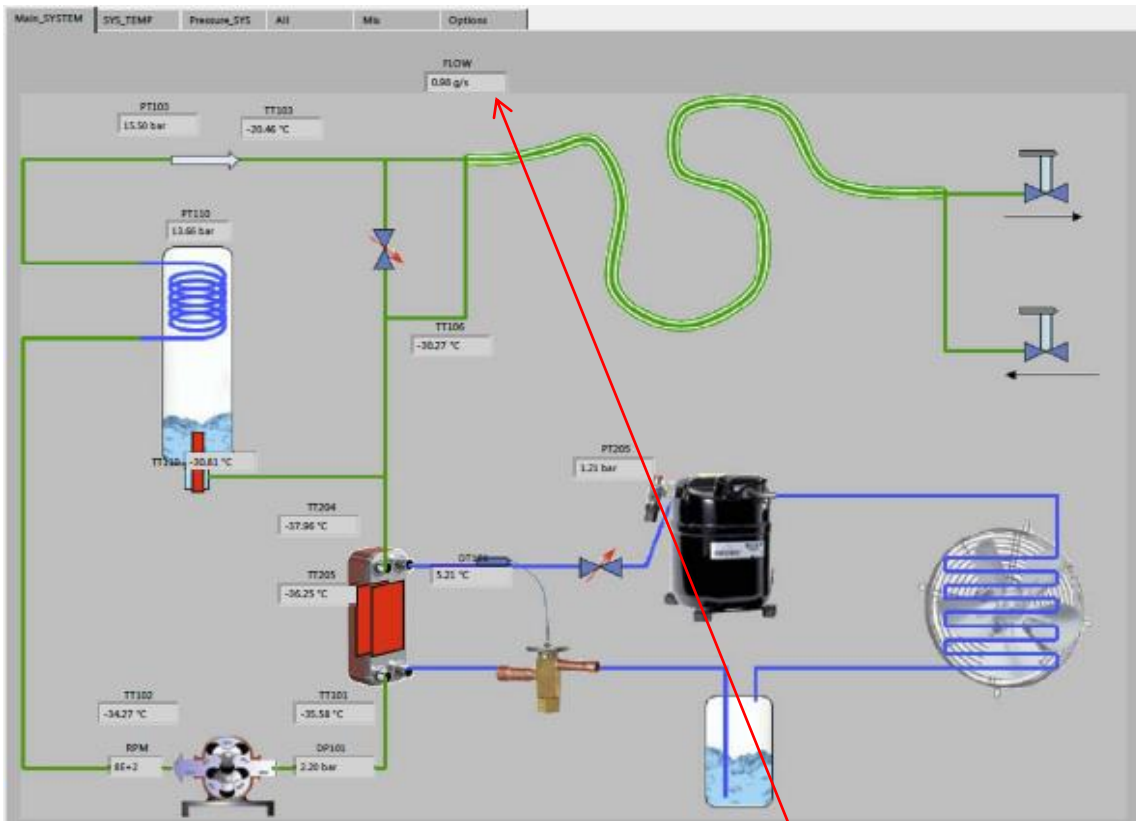 Main_SYSTEM SYS_TEMP Pressure_SYS All Mis Options
FLOW
0.98 g/s
PT103
15.50 bar
TT103
-20.46 °C
PT110
13.66 bar
TT106
-30.27 °C
PT205
1.21 bar
TT204
-37.96 °C
5.21 °C
TT205
-36.25 °C
TT102
-34.27 °C
TT101
-35.58 °C
RPM
8E+2
DP101
2.20 bar